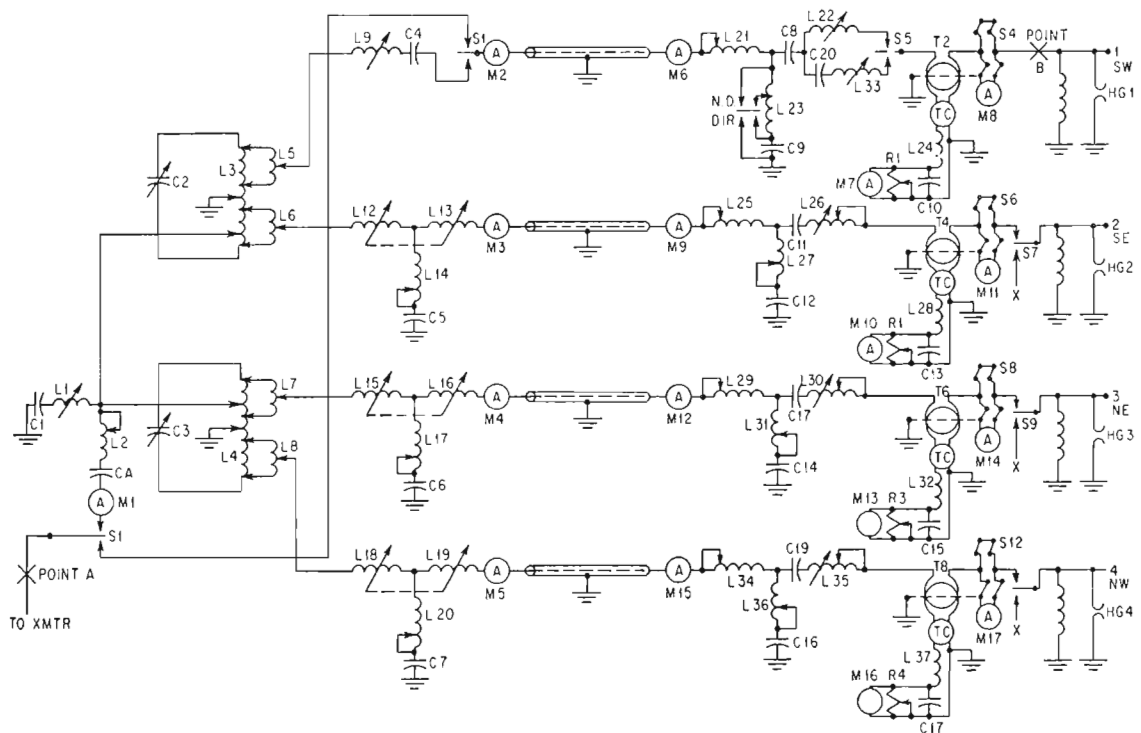 L9
C4
S1
A
M2
A
M6
L21
C8
L22
C20
L33
S5
T2
S4
POINT
B
1
SW
N.D.
DIR
L23
C9
TC
A
M8
HG1
L24
M7
A
R1
C10
C2
L3
L5
L6
L12
L13
A
M3
L14
C5
A
M9
L25
C11
L26
L27
C12
T4
S6
TC
A
M11
S7
X
2
SE
HG2
L28
M10
A
R1
C13
C1
L1
L2
CA
A
M1
S1
POINT A
TO XMTR
C3
L4
L7
L8
L15
L16
A
M4
L17
C6
A
M12
L29
C17
L30
L31
C14
T6
S8
TC
A
M14
S9
X
3
NE
HG3
L32
M13
R3
C15
L18
L19
A
M5
L20
C7
A
M15
L34
C19
L35
L36
C16
T8
S12
TC
A
M17
X
4
NW
HG4
L37
M16
R4
C17